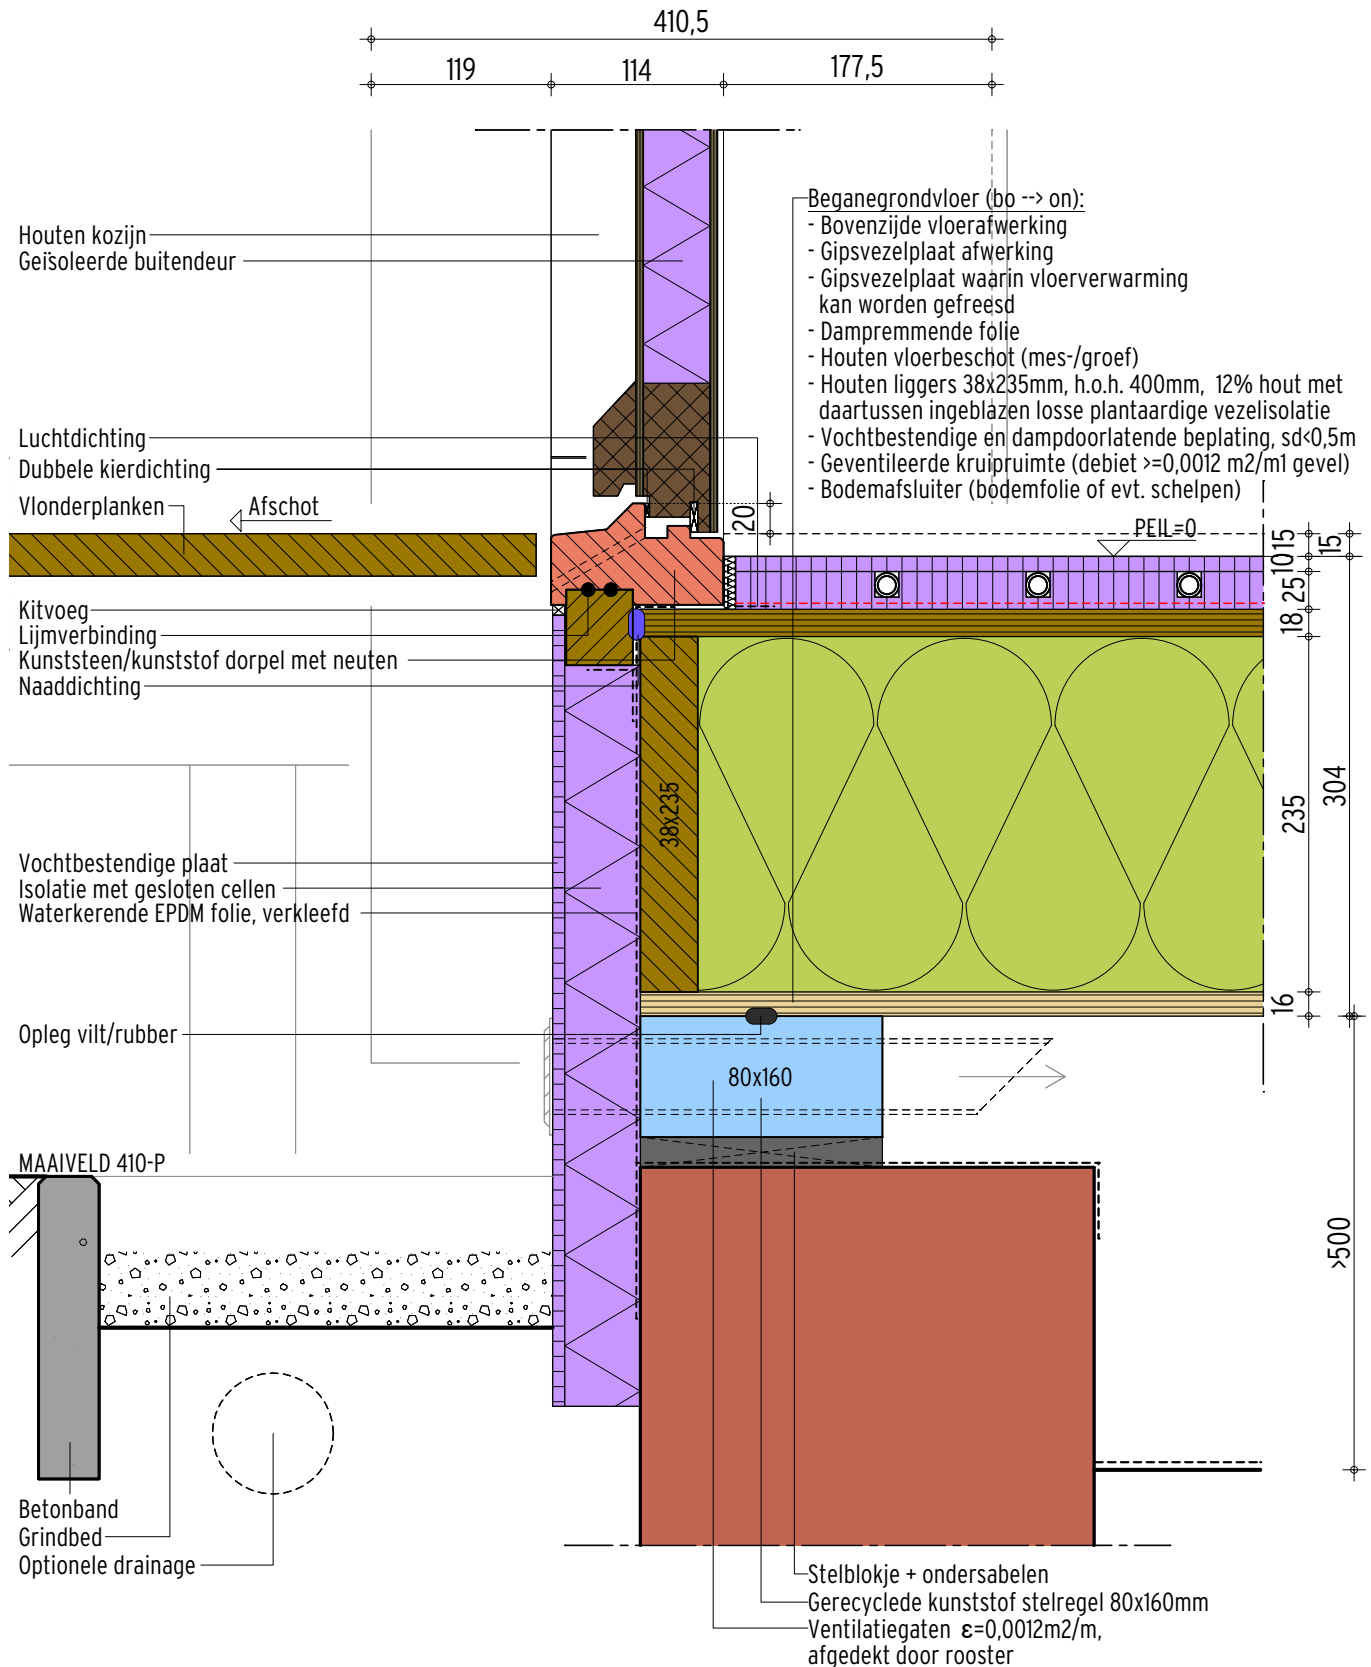 410,5
119
114
177,5
Houten kozijn
Geïsoleerde buitendeur
Beganegrondvloer (bo --> on):
- Bovenzijde vloerafwerking
- Gipsvezelplaat afwerking
- Gipsvezelplaat waarin vloerverwarming
kan worden gefreesd
- Dampremmende folie
- Houten vloerbeschot (mes-/groef)
- Houten liggers 38x235mm, h.o.h. 400mm, 12% hout met
daartussen ingeblazen losse plantaardige vezelisolatie
- Vochtbestendige en dampdoorlatende beplating, sd<0,5m
- Geventileerde kruipruimte (debiet >=0,0012 m2/m1 gevel)
- Bodemafsluiter (bodemfolie of evt. schelpen)
Luchtdichting
Dubbele kierdichting
Vlonderplanken
Afschot
20
PEIL=0
15
15
10
25
18
Kitvoeg
Lijmverbinding
Kunststeen/kunststof dorpel met neuten
Naaddichting
38x235
235
304
Vochtbestendige plaat
Isolatie met gesloten cellen
Waterkerende EPDM folie, verkleefd
16
Opleg vilt/rubber
80x160
MAAIVELD 410-P
>500
Betonband
Grindbed
Optionele drainage
Stelblokje + ondersabelen
Gerecyclede kunststof stelregel 80x160mm
Ventilatiegaten ε=0,0012m2/m,
afgedekt door rooster